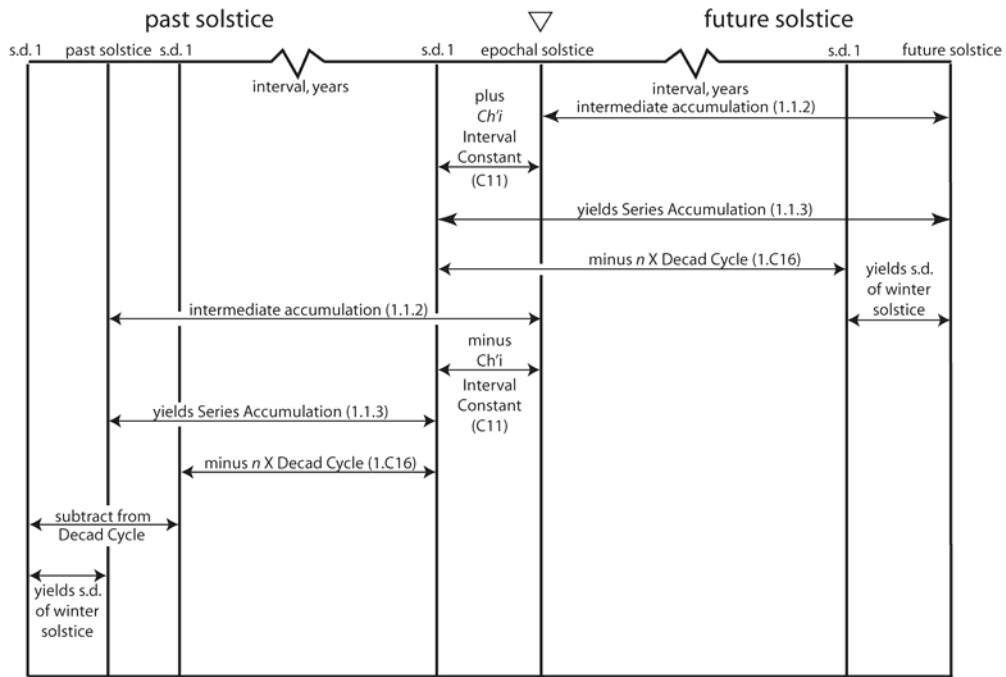 past solstice
future solstice
s.d. 1
past solstice
s.d. 1
s.d. 1
epochal solstice
s.d. 1
future solstice
interval, years
plus
Ch'i
Interval
Constant
(C11)
interval, years
intermediate accumulation (1.1.2)
yields Series Accumulation (1.1.3)
minus n X Decad Cycle (1.C16)
yields s.d.
of winter
solstice
intermediate accumulation (1.1.2)
minus
Ch'i
Interval
Constant
(C11)
yields Series Accumulation (1.1.3)
minus n X Decad Cycle (1.C16)
subtract from
Decad Cycle
yields s.d.
of winter
solstice